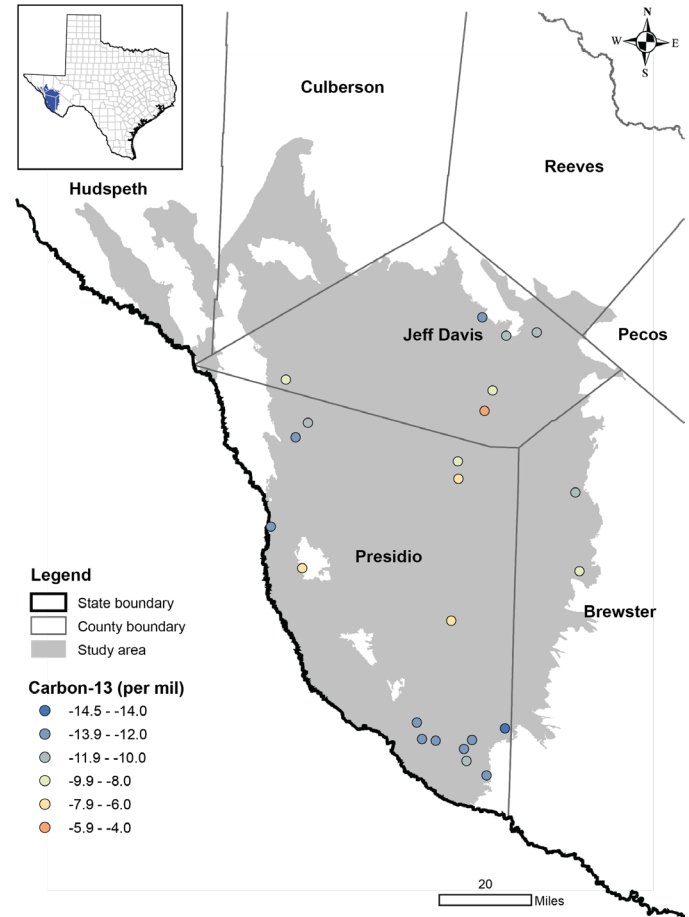 N
W E
S
Culberson
Reeves
Hudspeth
Jeff Davis
Pecos
Presidio
Brewster
Legend
State boundary
County boundary
Study area
Carbon-13 (per mil)
-14.5 - -14.0
-13.9 - -12.0
-11.9 - -10.0
-9.9 - -8.0
-7.9 - -6.0
-5.9 - -4.0
20
Miles